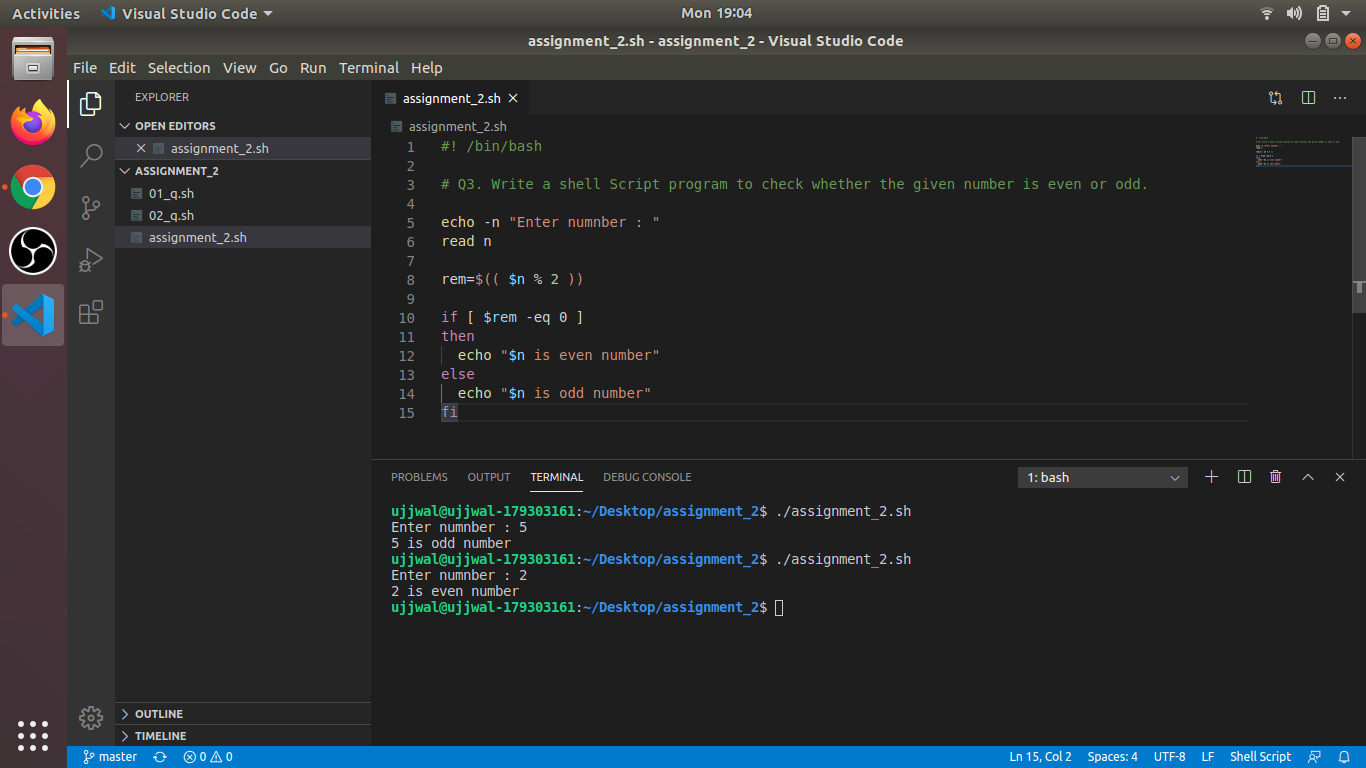 Activities Visual Studio Code Mon 19:04
assignment_2.sh - assignment_2 - Visual Studio Code
File Edit Selection View Go Run Terminal Help
EXPLORER
OPEN EDITORS
assignment_2.sh
ASSIGNMENT_2
01_q.sh
02_q.sh
assignment_2.sh
OUTLINE
TIMELINE
assignment_2.sh
assignment_2.sh
1 #! /bin/bash
2
3 # Q3. Write a shell Script program to check whether the given number is even or odd.
4
5 echo -n "Enter numnber : "
6 read n
7
8 rem=$(( $n % 2 ))
9
10 if [ $rem -eq 0 ]
11 then
12 echo "$n is even number"
13 else
14 echo "$n is odd number"
15 fi
PROBLEMS OUTPUT TERMINAL DEBUG CONSOLE 1: bash
ujjwal@ujjwal-179303161:~/Desktop/assignment_2$ ./assignment_2.sh
Enter numnber : 5
5 is odd number
ujjwal@ujjwal-179303161:~/Desktop/assignment_2$ ./assignment_2.sh
Enter numnber : 2
2 is even number
ujjwal@ujjwal-179303161:~/Desktop/assignment_2$
master 0 0 Ln 15, Col 2 Spaces: 4 UTF-8 LF Shell Script